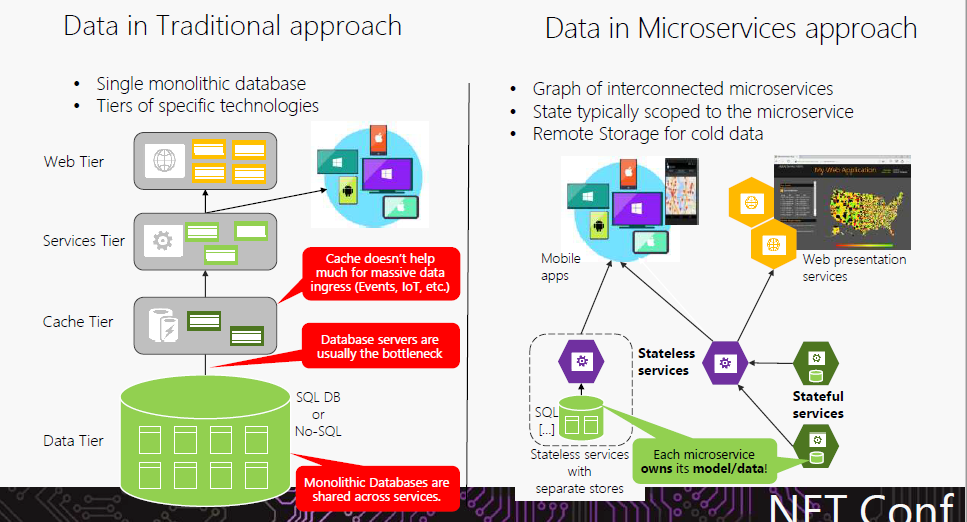 Data in Traditional approach
• Single monolithic database
• Tiers of specific technologies
Web Tier
Services Tier
Cache doesn't help
much for massive data
ingress (Events, IoT, etc.)
Cache Tier
Database servers are
usually the bottleneck
SQL DB
or
No-SQL
Data Tier
Monolithic Databases are
shared across services.
Data in Microservices approach
• Graph of interconnected microservices
• State typically scoped to the microservice
• Remote Storage for cold data
My Web Application
Mobile
apps
Web presentation
services
Stateless
services
Stateful
services
SQL
[...]
Stateless services
with
separate stores
Each microservice
owns its model/data!
NET Conf